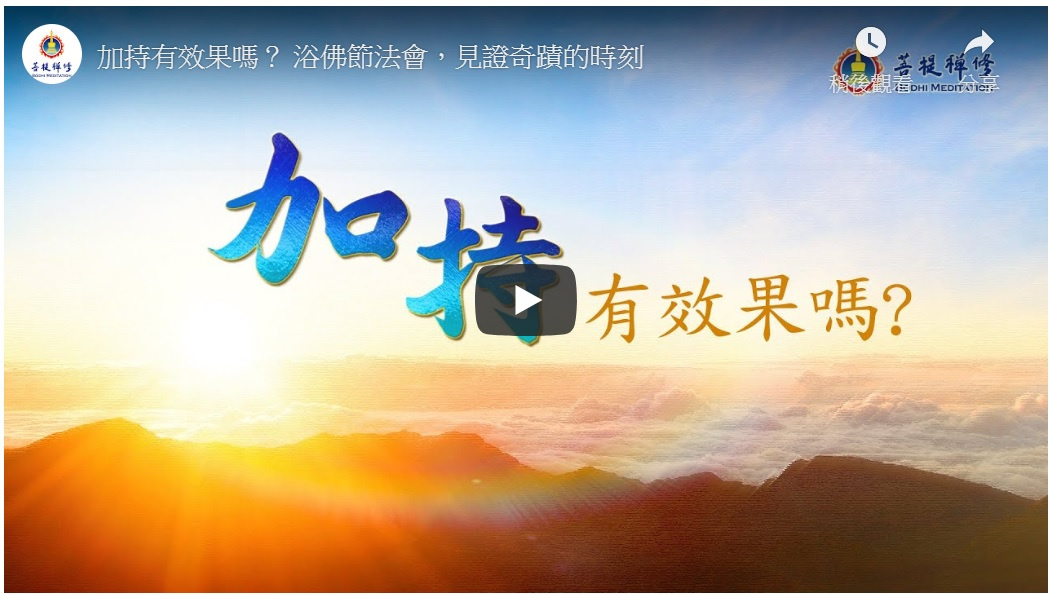 菩提禪修
BODHI MEDITATION
加持有效果嗎？ 浴佛節法會，見證奇蹟的時刻
菩提禪修
BODHI MEDITATION
稍後觀看
分享
加持有效果嗎?